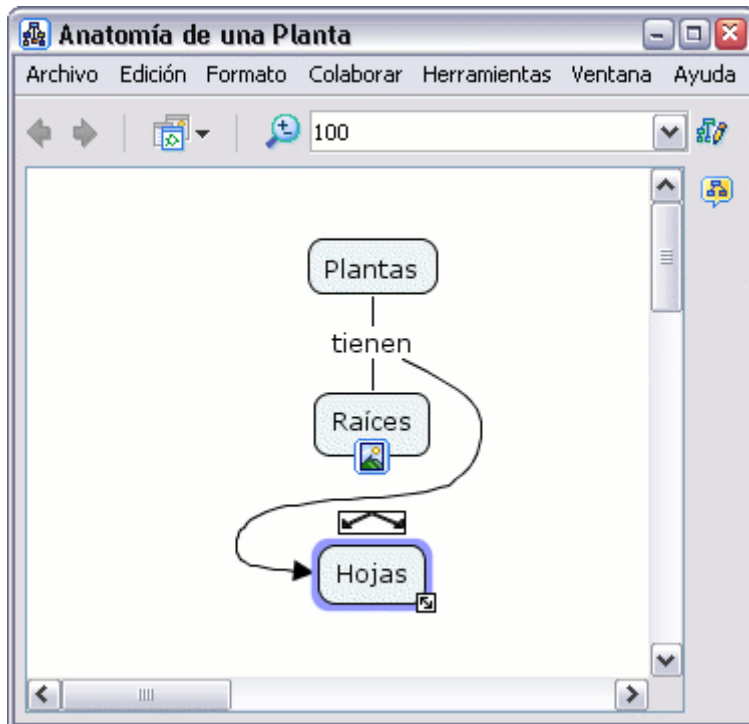 Anatomía de una Planta
Archivo Edición Formato Colaborar Herramientas Ventana Ayuda
100
Plantas
tienen
Raíces
Hojas